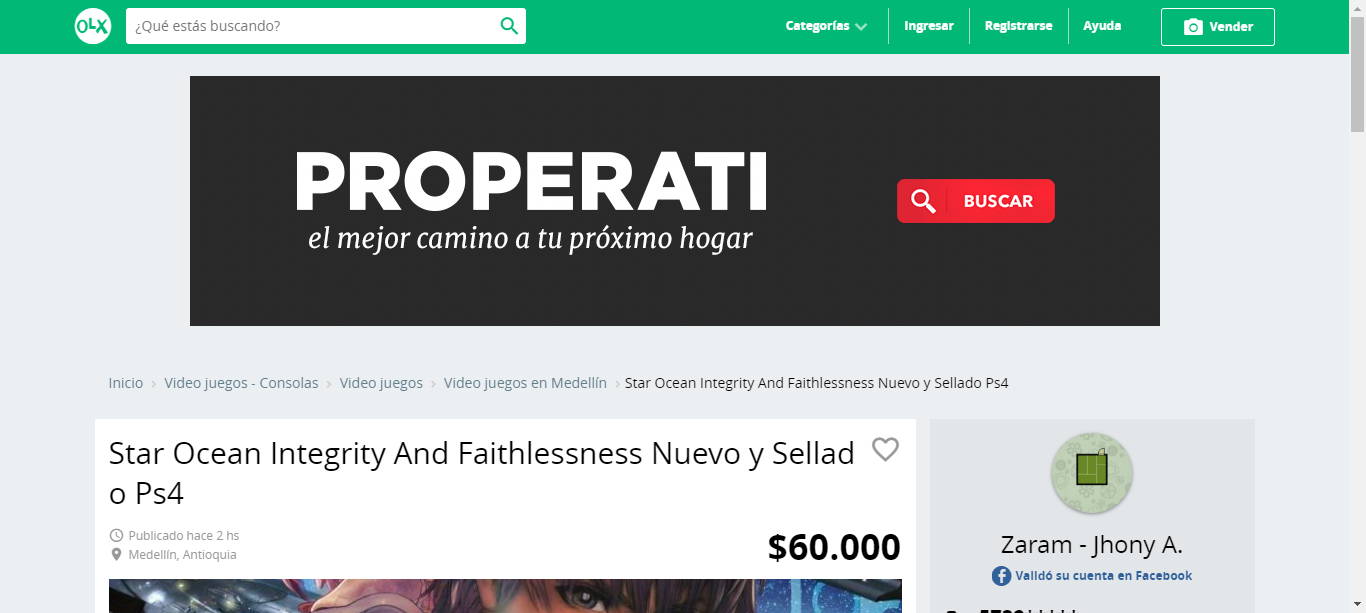 OLX
¿Qué estás buscando?
Categorías
Ingresar
Registrarse
Ayuda
Vender
PROPERATI
el mejor camino a tu próximo hogar
BUSCAR
Inicio › Video juegos - Consolas › Video juegos › Video juegos en Medellín › Star Ocean Integrity And Faithlessness Nuevo y Sellado Ps4
Star Ocean Integrity And Faithlessness Nuevo y Sellad
o Ps4
Publicado hace 2 hs
Medellín, Antioquia
$60.000
Zaram - Jhony A.
Validó su cuenta en Facebook